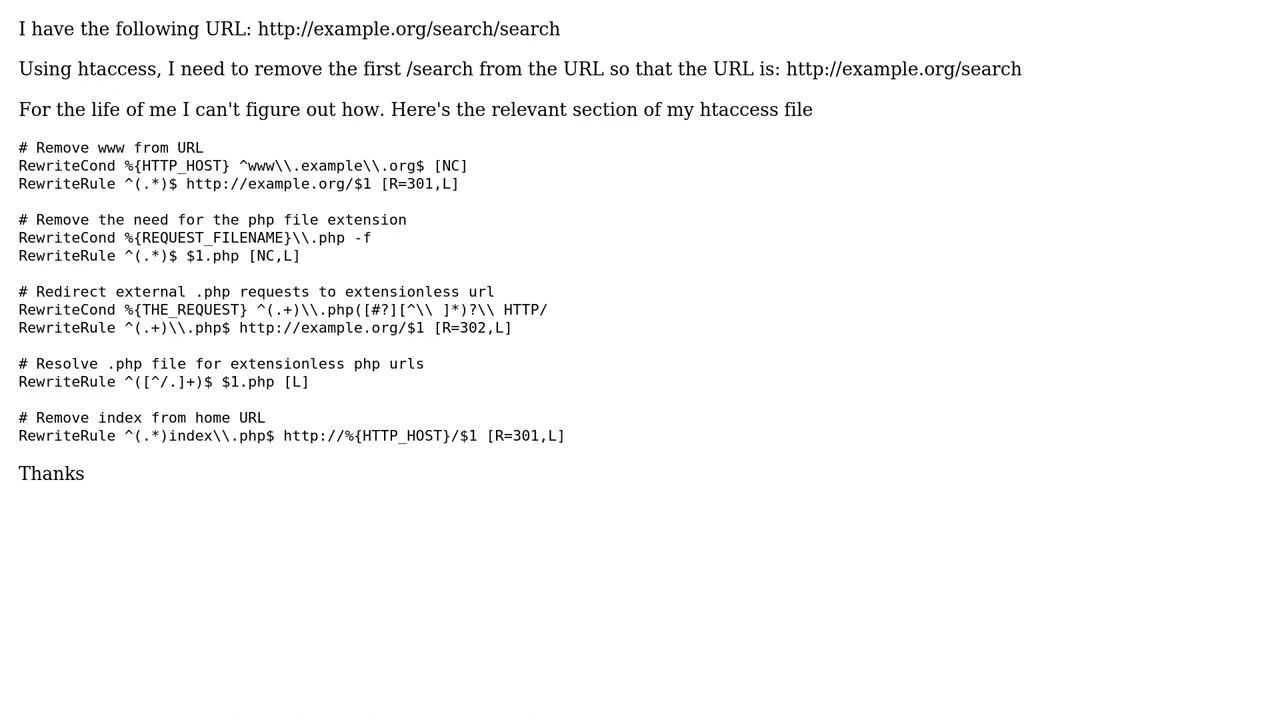 I have the following URL: http://example.org/search/search
Using htaccess, I need to remove the first /search from the URL so that the URL is: http://example.org/search
For the life of me I can't figure out how. Here's the relevant section of my htaccess file
# Remove www from URL
RewriteCond %{HTTP_HOST} ^www\\.example\\.org$ [NC]
RewriteRule ^(.*)$ http://example.org/$1 [R=301,L]
# Remove the need for the php file extension
RewriteCond %{REQUEST_FILENAME}\\.php -f
RewriteRule ^(.*)$ $1.php [NC,L]
# Redirect external .php requests to extensionless url
RewriteCond %{THE_REQUEST} ^(.+)\\.php([#?][^\\ ]*)?\\ HTTP/
RewriteRule ^(.+)\\.php$ http://example.org/$1 [R=302,L]
# Resolve .php file for extensionless php urls
RewriteRule ^([^/.]+)$ $1.php [L]
# Remove index from home URL
RewriteRule ^(.*)index\\.php$ http://%{HTTP_HOST}/$1 [R=301,L]
Thanks